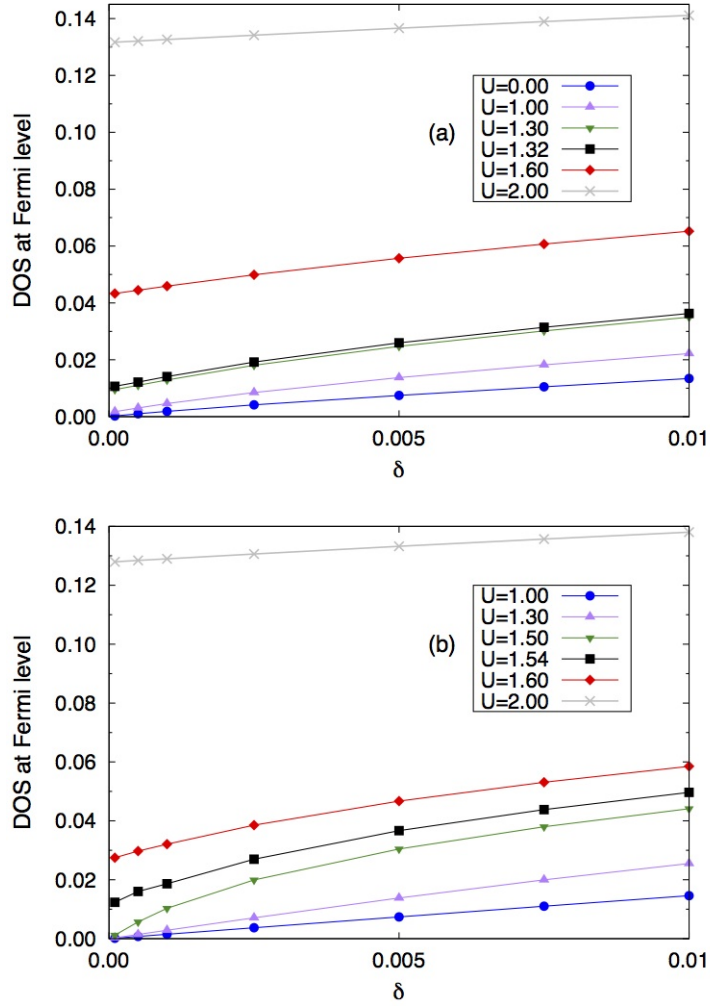 0.14
0.12
0.10
0.08
0.06
0.04
0.02
0.00
DOS at Fermi level
(a)
U=0.00
U=1.00
U=1.30
U=1.32
U=1.60
U=2.00
0.00
0.005
0.01
δ
0.14
0.12
0.10
0.08
0.06
0.04
0.02
0.00
DOS at Fermi level
(b)
U=1.00
U=1.30
U=1.50
U=1.54
U=1.60
U=2.00
0.00
0.005
0.01
δ